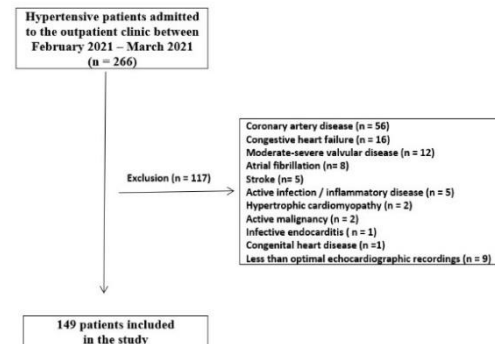 Hypertensive patients admitted
to the outpatient clinic between
February 2021 – March 2021
(n = 266)
Exclusion (n = 117)
Coronary artery disease (n = 56)
Congestive heart failure (n = 16)
Moderate-severe valvular disease (n = 12)
Atrial fibrillation (n= 8)
Stroke (n= 5)
Active infection / inflammatory disease (n = 5)
Hypertrophic cardiomyopathy (n = 2)
Active malignancy (n = 2)
Infective endocarditis ( n = 1)
Congenital heart disease (n =1)
Less than optimal echocardiographic recordings (n = 9)
149 patients included
in the study